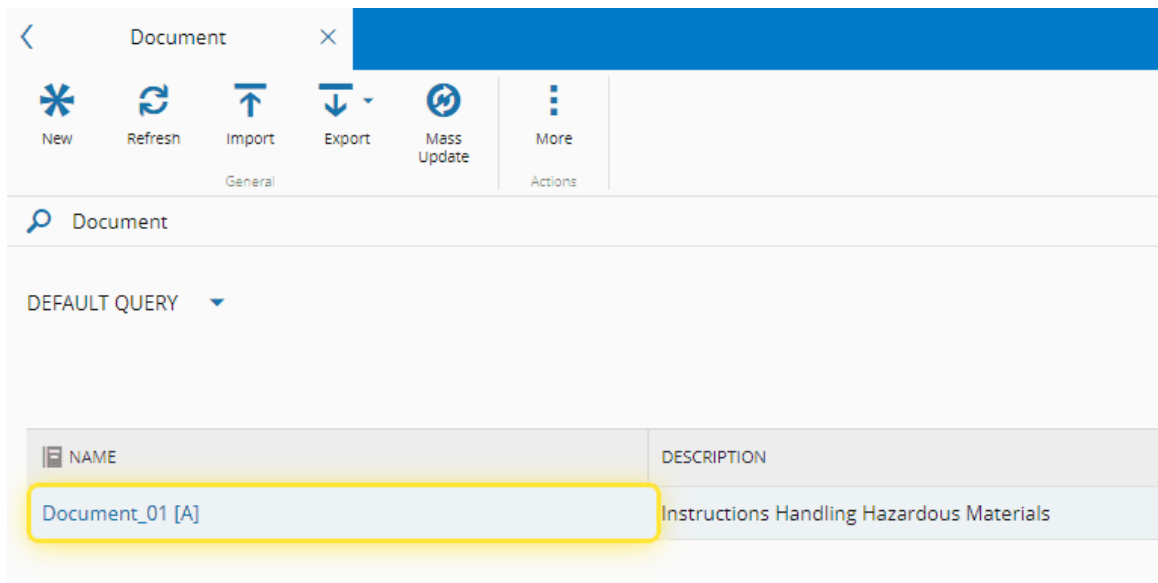 Document
New
Refresh
Import
Export
Mass
Update
More
General
Actions
Document
DEFAULT QUERY
NAME
DESCRIPTION
Document_01 [A]
Instructions Handling Hazardous Materials